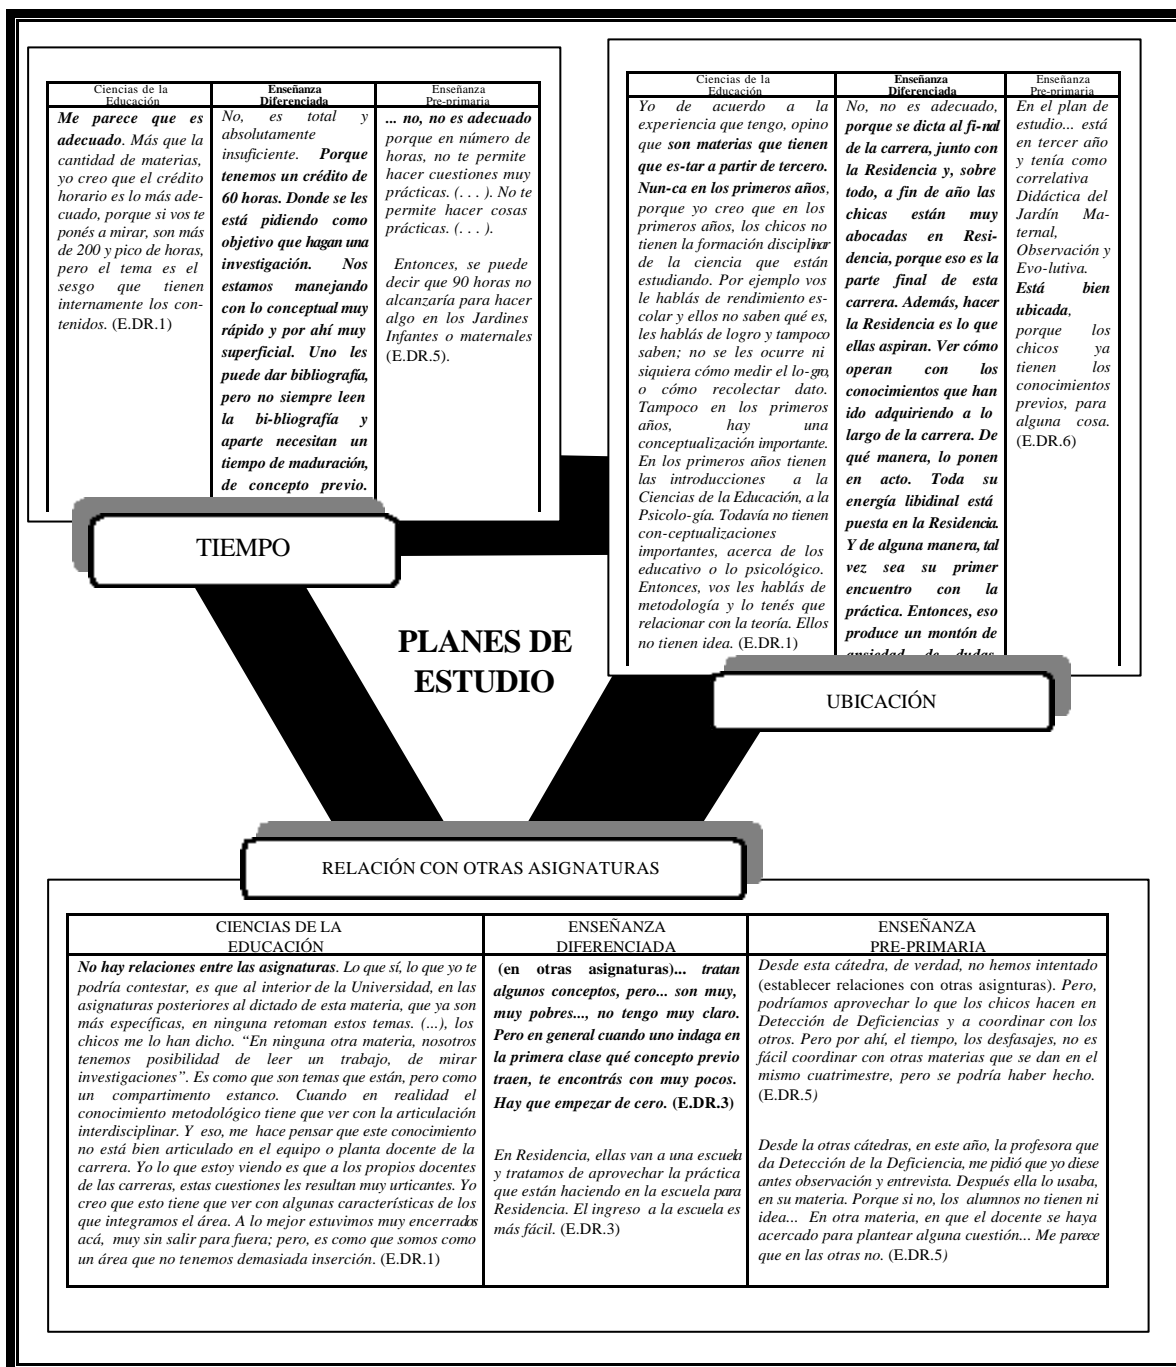 Ciencias de la
Educación
Me parece que es
adecuado. Más que la
cantidad de materias,
yo creo que el crédito
horario es lo más ade-
cuado, porque si vos te
ponés a mirar, son más
de 200 y pico de horas,
pero el tema es el
sesgo que tienen
internamente los con-
tenidos. (E.DR.1)
Enseñanza
Diferenciada
No, es total y
absolutamente
insuficiente. Porque
tenemos un crédito de
60 horas. Donde se les
está pidiendo como
objetivo que hagan una
investigación. Nos
estamos manejando
con lo conceptual muy
rápido y por ahí muy
superficial. Uno les
puede dar bibliografía,
pero no siempre leen
la bi-bliografía y
aparte necesitan un
tiempo de maduración,
de concepto previo.
Enseñanza
Pre-primaria
... no, no es adecuado
porque en número de
horas, no te permite
hacer cuestiones muy
prácticas. (. . . ). No te
permite hacer cosas
prácticas. (. . . ).
Entonces, se puede
decir que 90 horas no
alcanzaría para hacer
algo en los Jardines
Infantes o maternales
(E.DR.5).
TIEMPO
Ciencias de la
Educación
Yo de acuerdo a la
experiencia que tengo, opino
que son materias que tienen
que es-tar a partir de tercero.
Nun-ca en los primeros años,
porque yo creo que en los
primeros años, los chicos no
tienen la formación disciplinar
de la ciencia que están
estudiando. Por ejemplo vos
le hablás de rendimiento es-
colar y ellos no saben qué es,
les hablás de logro y tampoco
saben; no se les ocurre ni
siquiera cómo medir el lo-gro,
o cómo recolectar dato.
Tampoco en los primeros
años, hay una
conceptualización importante.
En los primeros años tienen
las introducciones a la
Ciencias de la Educación, a la
Psicolo-gía. Todavía no tienen
con-ceptualizaciones
importantes, acerca de los
educativo o lo psicológico.
Entonces, vos les hablás de
metodología y lo tenés que
relacionar con la teoría. Ellos
no tienen idea. (E.DR.1)
Enseñanza
Diferenciada
No, no es adecuado,
porque se dicta al fi-nal
de la carrera, junto con
la Residencia y, sobre
todo, a fin de año las
chicas están muy
abocadas en Resi-
dencia, porque eso es la
parte final de esta
carrera. Además, hacer
la Residencia es lo que
ellas aspiran. Ver cómo
operan con los
conocimientos que han
ido adquiriendo a lo
largo de la carrera. De
qué manera, lo ponen
en acto. Toda su
energía libidinal está
puesta en la Residencia.
Y de alguna manera, tal
vez sea su primer
encuentro con la
práctica. Entonces, eso
produce un montón de
ansiedad, de dudas,
Enseñanza
Pre-primaria
En el plan de
estudio... está
en tercer año
y tenía como
correlativa
Didáctica del
Jardín Ma-
ternal,
Observación y
Evo-lutiva.
Está bien
ubicada,
porque los
chicos ya
tienen los
conocimientos
previos, para
alguna cosa.
(E.DR.6)
UBICACIÓN
PLANES DE
ESTUDIO
RELACIÓN CON OTRAS ASIGNATURAS
CIENCIAS DE LA
EDUCACIÓN
No hay relaciones entre las asignaturas. Lo que sí, lo que yo te
podría contestar, es que al interior de la Universidad, en las
asignaturas posteriores al dictado de esta materia, que ya son
más específicas, en ninguna retoman estos temas. (...), los
chicos me lo han dicho. “En ninguna otra materia, nosotros
tenemos posibilidad de leer un trabajo, de mirar
investigaciones”. Es como que son temas que están, pero como
un compartimento estanco. Cuando en realidad el
conocimiento metodológico tiene que ver con la articulación
interdisciplinar. Y eso, me hace pensar que este conocimiento
no está bien articulado en el equipo o planta docente de la
carrera. Yo lo que estoy viendo es que a los propios docentes
de las carreras, estas cuestiones les resultan muy urticantes. Yo
creo que esto tiene que ver con algunas características de los
que integramos el área. A lo mejor estuvimos muy encerrados
acá, muy sin salir para fuera; pero, es como que somos como
un área que no tenemos demasiada inserción. (E.DR.1)
ENSEÑANZA
DIFERENCIADA
(en otras asignaturas)... tratan
algunos conceptos, pero... son muy,
muy pobres..., no tengo muy claro.
Pero en general cuando uno indaga en
la primera clase qué concepto previo
traen, te encontrás con muy pocos.
Hay que empezar de cero. (E.DR.3)
En Residencia, ellas van a una escuela
y tratamos de aprovechar la práctica
que están haciendo en la escuela para
Residencia. El ingreso a la escuela es
más fácil. (E.DR.3)
ENSEÑANZA
PRE-PRIMARIA
Desde esta cátedra, de verdad, no hemos intentado
(establecer relaciones con otras asignturas). Pero,
podríamos aprovechar lo que los chicos hacen en
Detección de Deficiencias y a coordinar con los
otros. Pero por ahí, el tiempo, los desfasajes, no es
fácil coordinar con otras materias que se dan en el
mismo cuatrimestre, pero se podría haber hecho.
(E.DR.5)
Desde la otras cátedras, en este año, la profesora que
da Detección de la Deficiencia, me pidió que yo diese
antes observación y entrevista. Después ella lo usaba,
en su materia. Porque si no, los alumnos no tienen ni
idea... En otra materia, en que el docente se haya
acercado para plantear alguna cuestión... Me parece
que en las otras no. (E.DR.5)